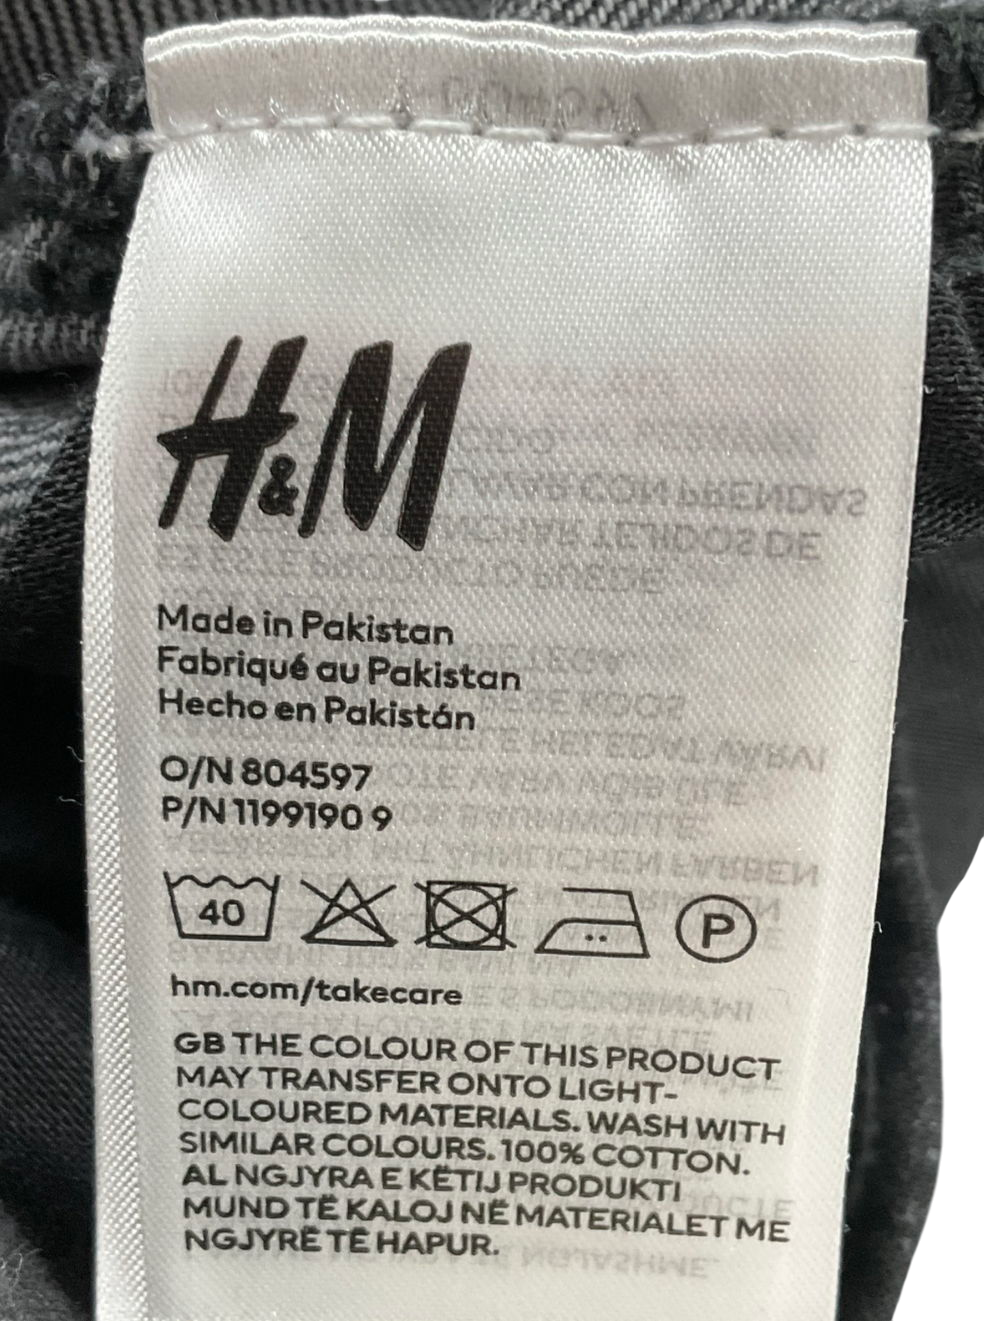 H&M
Made in Pakistan
Fabriqué au Pakistan
Hecho en Pakistán
O/N 804597
P/N 1199190 9
40
P
hm.com/takecare
GB THE COLOUR OF THIS PRODUCT
MAY TRANSFER ONTO LIGHT-
COLOURED MATERIALS. WASH WITH
SIMILAR COLOURS. 100% COTTON.
AL NGJYRA E KËTIJ PRODUKTI
MUND TË KALOJ NË MATERIALET ME
NGJYRË TË HAPUR.